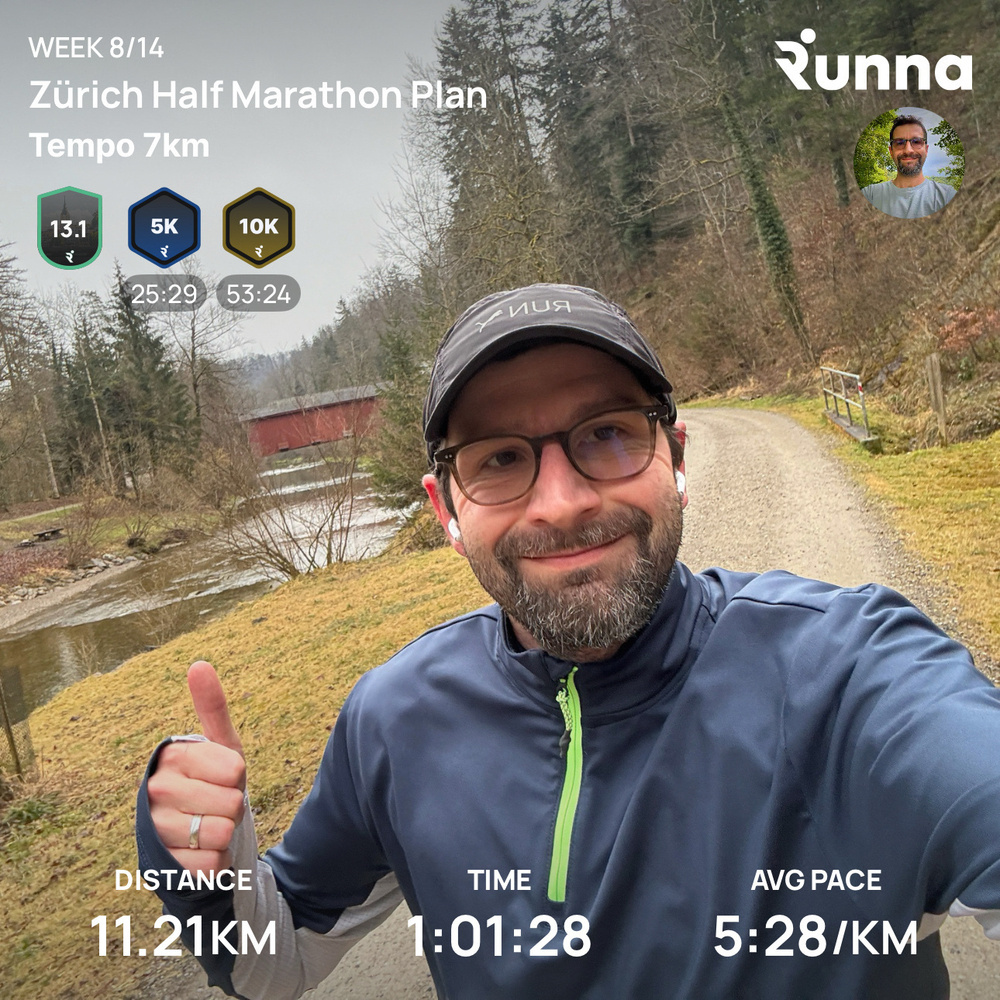 WEEK 8/14
Zürich Half Marathon Plan
Tempo 7km
Runna
13.1
5K
10K
25:29
53:24
RUN
DISTANCE
TIME
AVG PACE
11.21KM
1:01:28
5:28/KM